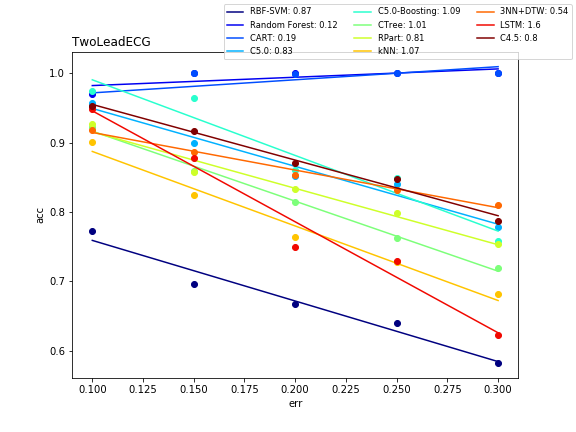 RBF-SVM: 0.87
Random Forest: 0.12
CART: 0.19
C5.0: 0.83
C5.0-Boosting: 1.09
CTree: 1.01
RPart: 0.81
kNN: 1.07
3NN+DTW: 0.54
LSTM: 1.6
C4.5: 0.8
TwoLeadECG
1.0
0.9
0.8
0.7
0.6
acc
0.100 0.125 0.150 0.175 0.200 0.225 0.250 0.275 0.300
err